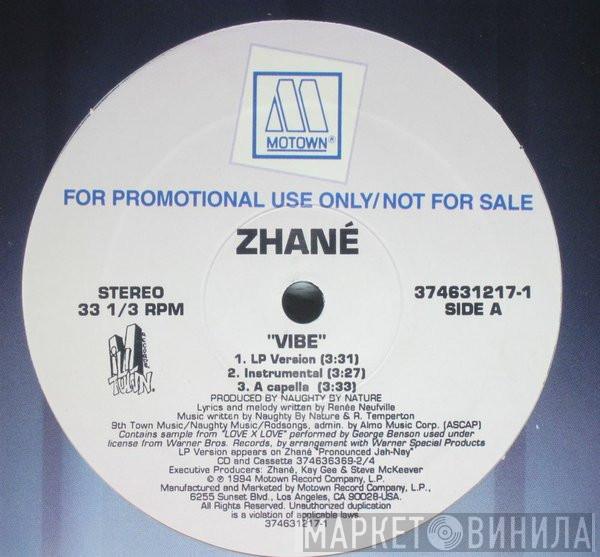 MOTOWN®
FOR PROMOTIONAL USE ONLY/NOT FOR SALE
ZHANÉ
STEREO
33 1/3 RPM
374631217-1
SIDE A
"VIBE"
1. LP Version (3:31)
2. Instrumental (3:27)
3. A capella (3:33)
PRODUCED BY NAUGHTY BY NATURE
Lyrics and melody written by Renée Neufville
Music written by Naughty By Nature & R. Temperton
9th Town Music/Naughty Music/Rodsongs, admin. by Almo Music Corp. (ASCAP)
Contains sample from "LOVE X LOVE" performed by George Benson used under
license from Warner Bros. Records, by arrangement with Warner Special Products
LP Version appears on Zhané "Pronounced Jah-Nay"
CD and Cassette 374636369-2/4
Executive Producers: Zhané, Kay Gee & Steve McKeaver
© ℗ 1994 Motown Record Company, L.P.
Manufactured and Marketed by Motown Record Company, L.P.,
6255 Sunset Blvd., Los Angeles, CA 90028-USA.
All Rights Reserved. Unauthorized duplication
is a violation of applicable laws.
374631217-1
ill
TOWN
МАРКЕТ ВИНИЛА